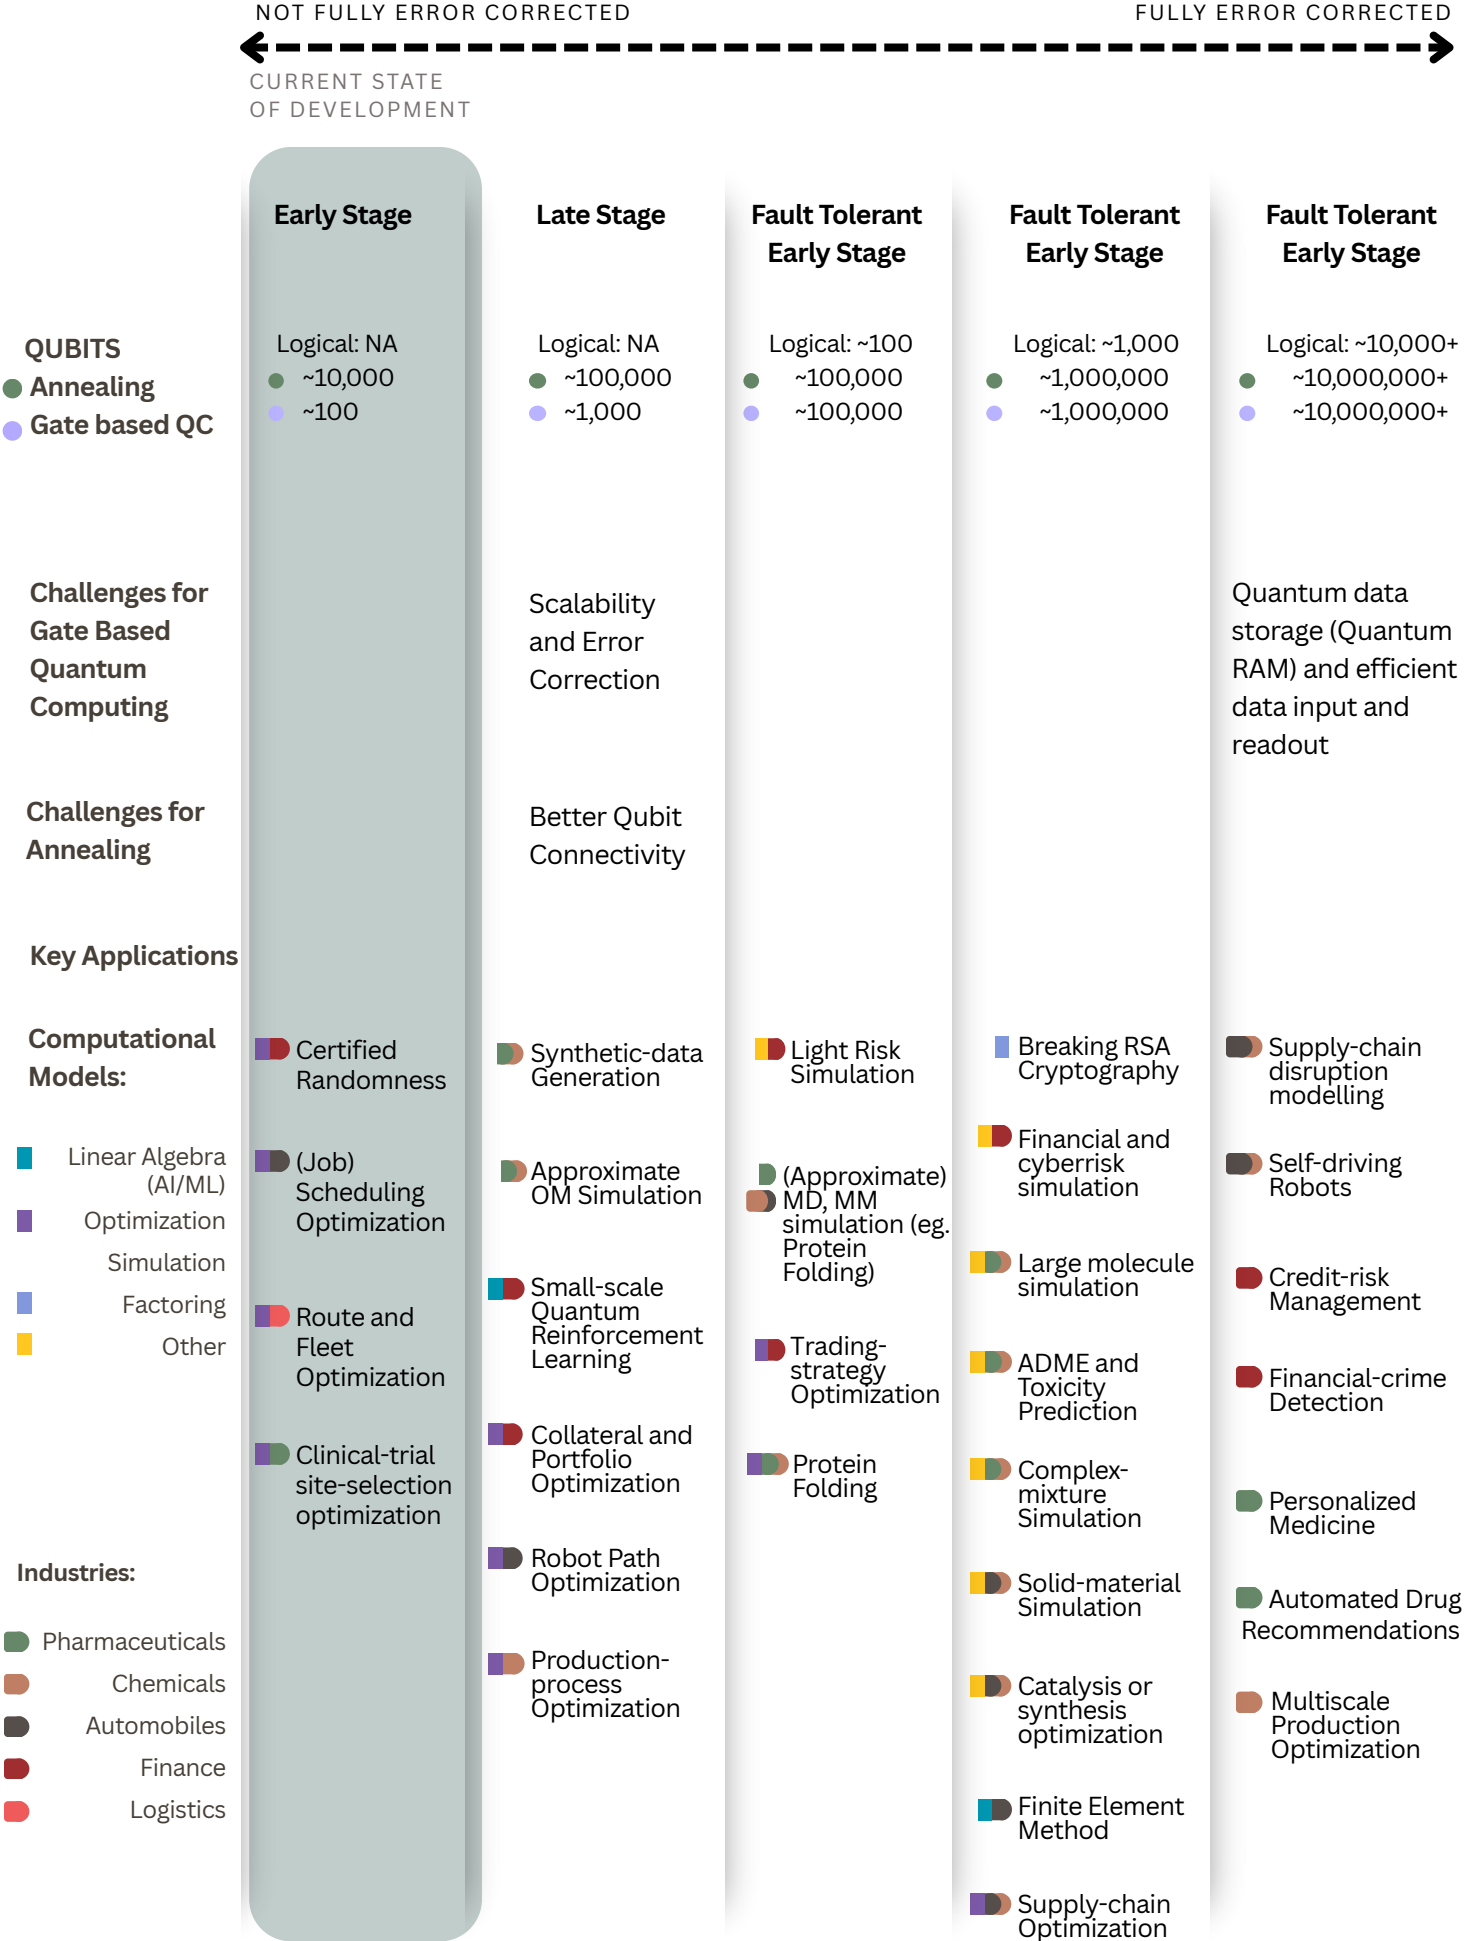 NOT FULLY ERROR CORRECTED
FULLY ERROR CORRECTED
CURRENT STATE
OF DEVELOPMENT
Early Stage
Late Stage
Fault Tolerant
Early Stage
Fault Tolerant
Early Stage
Fault Tolerant
Early Stage
QUBITS
Annealing
Gate based QC
Logical: NA
~10,000
~100
Logical: NA
~100,000
~1,000
Logical: ~100
~100,000
~100,000
Logical: ~1,000
~1,000,000
~1,000,000
Logical: ~10,000+
~10,000,000+
~10,000,000+
Challenges for
Gate Based
Quantum
Computing
Scalability
and Error
Correction
Quantum data
storage (Quantum
RAM) and efficient
data input and
readout
Challenges for
Annealing
Better Qubit
Connectivity
Key Applications
Computational
Models:
Linear Algebra
(AI/ML)
Optimization
Simulation
Factoring
Other
Industries:
Pharmaceuticals
Chemicals
Automobiles
Finance
Logistics
Certified
Randomness
(Job)
Scheduling
Optimization
Route and
Fleet
Optimization
Clinical-trial
site-selection
optimization
Synthetic-data
Generation
Approximate
OM Simulation
Small-scale
Quantum
Reinforcement
Learning
Collateral and
Portfolio
Optimization
Robot Path
Optimization
Production-
process
Optimization
Light Risk
Simulation
(Approximate)
MD, MM
simulation (eg.
Protein
Folding)
Trading-
strategy
Optimization
Protein
Folding
Breaking RSA
Cryptography
Financial and
cyberrisk
simulation
Large molecule
simulation
ADME and
Toxicity
Prediction
Complex-
mixture
Simulation
Solid-material
Simulation
Catalysis or
synthesis
optimization
Finite Element
Method
Supply-chain
Optimization
Supply-chain
disruption
modelling
Self-driving
Robots
Credit-risk
Management
Financial-crime
Detection
Personalized
Medicine
Automated Drug
Recommendations
Multiscale
Production
Optimization